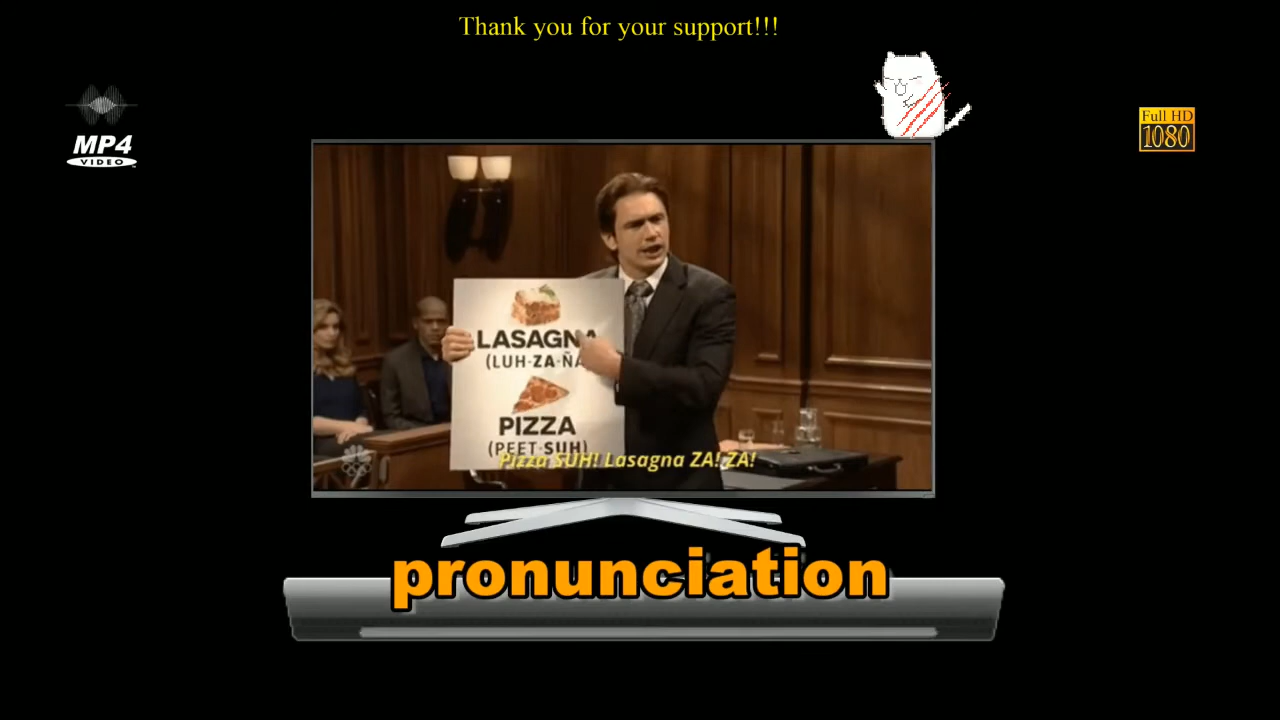 Thank you for your support!!!
MP4
VIDEO
Full HD
1080
LASAGNA
(LUH-ZA-ÑA
PIZZA
(PEET-SUH)
Pizza SUH! Lasagna ZA! ZA!
pronunciation